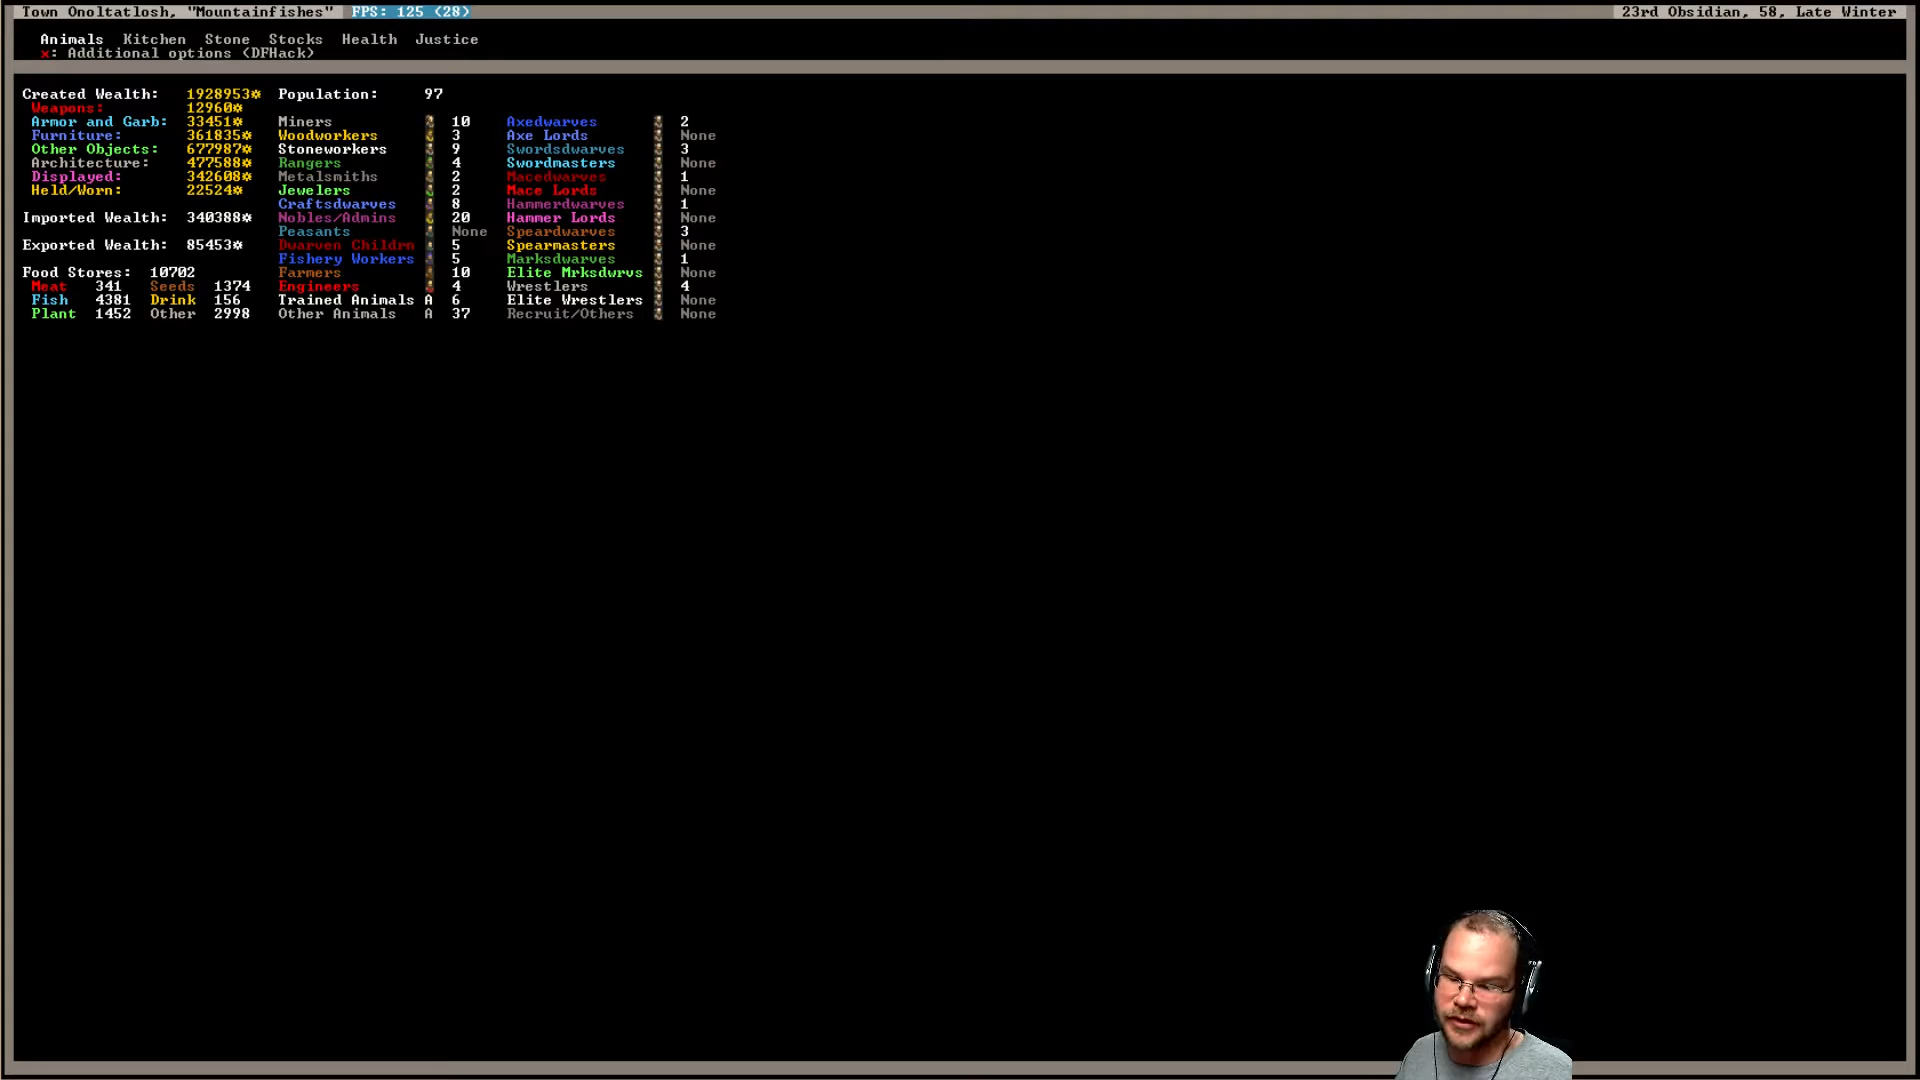 Town Onoltatlosh, "Mountainfishes" FPS: 125 (28) 23rd Obsidian, 58, Late Winter
Animals Kitchen Stone Stocks Health Justice
x: Additional options (DFHack)
Created Wealth: 1928953☼ Population: 97
Weapons: 12960☼
Armor and Garb: 33451☼ Miners 10 Axedwarves 2
Furniture: 361835☼ Woodworkers 3 Axe Lords None
Other Objects: 677987☼ Stoneworkers 9 Swordsdwarves 3
Architecture: 477588☼ Rangers 4 Swordmasters None
Displayed: 342608☼ Metalsmiths 2 Macedwarves 1
Held/Worn: 22524☼ Jewelers 2 Mace Lords None
Craftsdwarves 8 Hammerdwarves 1
Imported Wealth: 340388☼ Nobles/Admins 20 Hammer Lords None
Peasants None Speardwarves 3
Exported Wealth: 85453☼ Dwarven Childrn 5 Spearmasters None
Fishery Workers 5 Marksdwarves 1
Food Stores: 10702 Farmers 10 Elite Mrksdwrvs None
Meat 341 Seeds 1374 Engineers 4 Wrestlers 4
Fish 4381 Drink 156 Trained Animals A 6 Elite Wrestlers None
Plant 1452 Other 2998 Other Animals A 37 Recruit/Others None